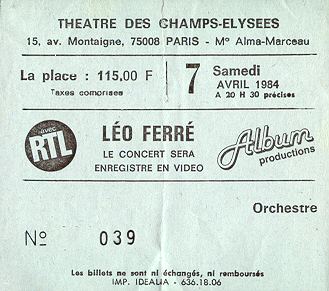 THEATRE DES CHAMPS-ELYSEES
15, av. Montaigne, 75008 PARIS - M° Alma-Marceau
La place : 115,00 F
Taxes comprises
7 Samedi
AVRIL 1984
A 20 H 30 précises
avec
RTL
LÉO FERRÉ
LE CONCERT SERA
ENREGISTRE EN VIDEO
Album
productions
Orchestre
N° 039
Les billets ne sont ni échangés, ni remboursés
IMP. IDEALIA - 636.18.06